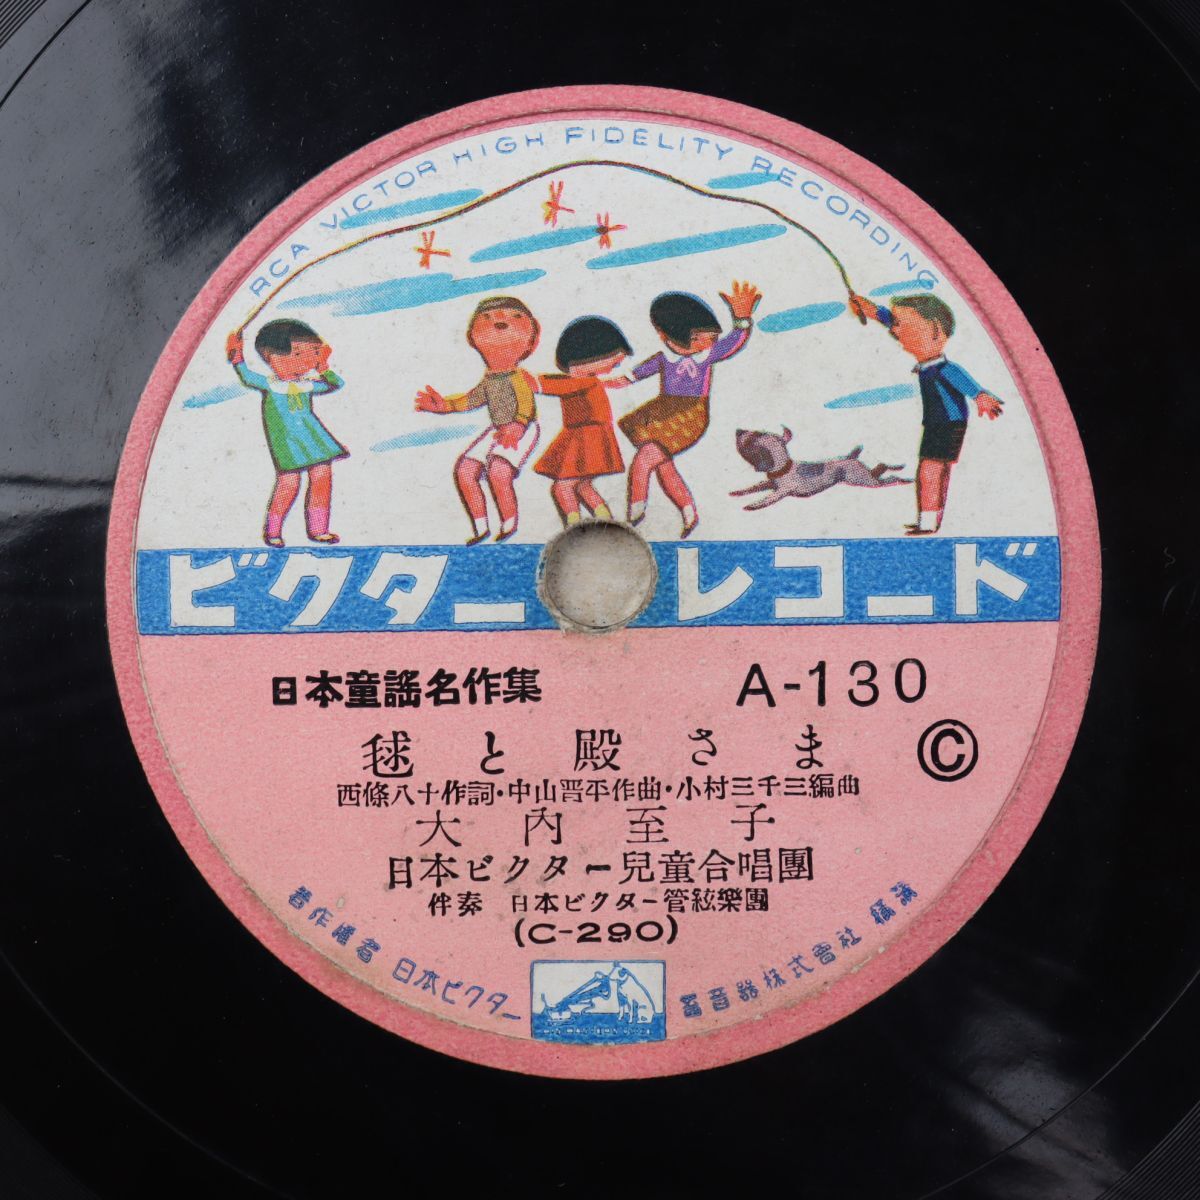 RCA VICTOR HIGH FIDELITY RECORDING
ビクター レコード
日本童謡名作集 A-130
毬と殿さま Ⓒ
西條八十作詞・中山晋平作曲・小村三千三編曲
大内至子
日本ビクター兒童合唱團
伴奏 日本ビクター管絃樂團
(C-290)
著作權者 日本ビクター蓄音器株式會社 橫濱